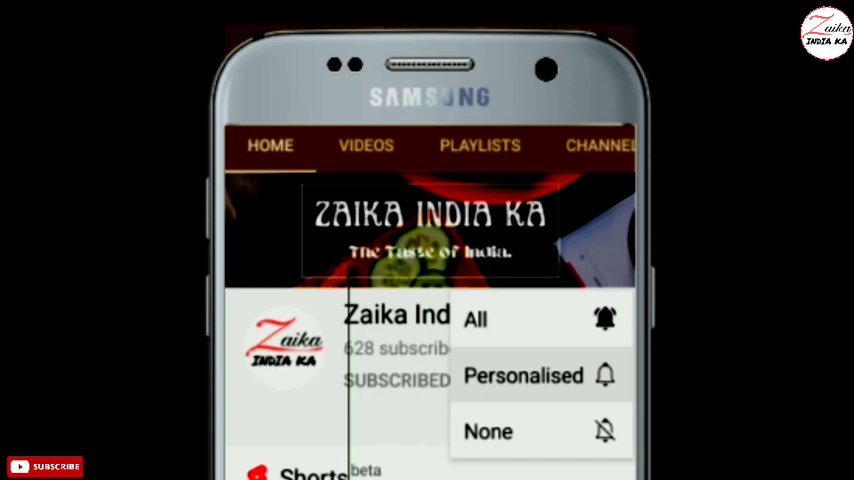 Zaika
INDIA KA
SAMSUNG
HOME VIDEOS PLAYLISTS CHANNEL
ZAIKA INDIA KA
The Taste of India.
Zaika Ind
628 subscrib
SUBSCRIBED
All
Personalised
None
Zaika
INDIA KA
Shorts beta
SUBSCRIBE